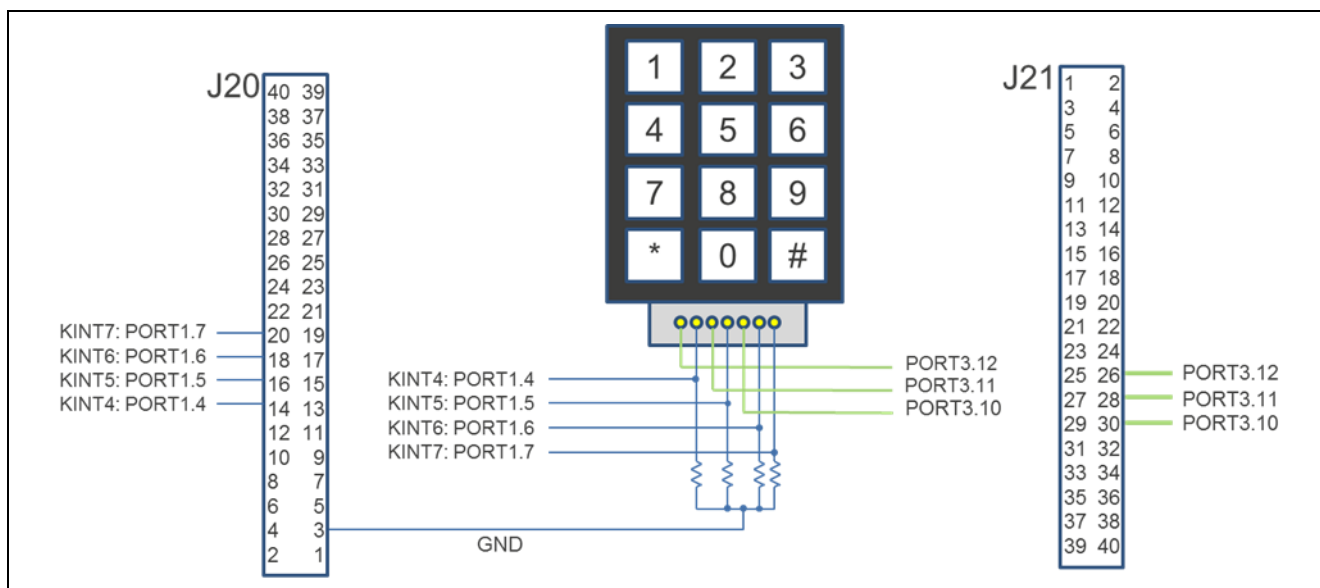 J20
40 39
38 37
36 35
34 33
32 31
30 29
28 27
26 25
24 23
22 21
20 19
18 17
16 15
14 13
12 11
10 9
8 7
6 5
4 3
2 1
KINT7: PORT1.7
KINT6: PORT1.6
KINT5: PORT1.5
KINT4: PORT1.4
1 2 3
4 5 6
7 8 9
* 0 #
KINT4: PORT1.4
KINT5: PORT1.5
KINT6: PORT1.6
KINT7: PORT1.7
PORT3.12
PORT3.11
PORT3.10
GND
J21
1 2
3 4
5 6
7 8
9 10
11 12
13 14
15 16
17 18
19 20
21 22
23 24
25 26
27 28
29 30
31 32
33 34
35 36
37 38
39 40
PORT3.12
PORT3.11
PORT3.10